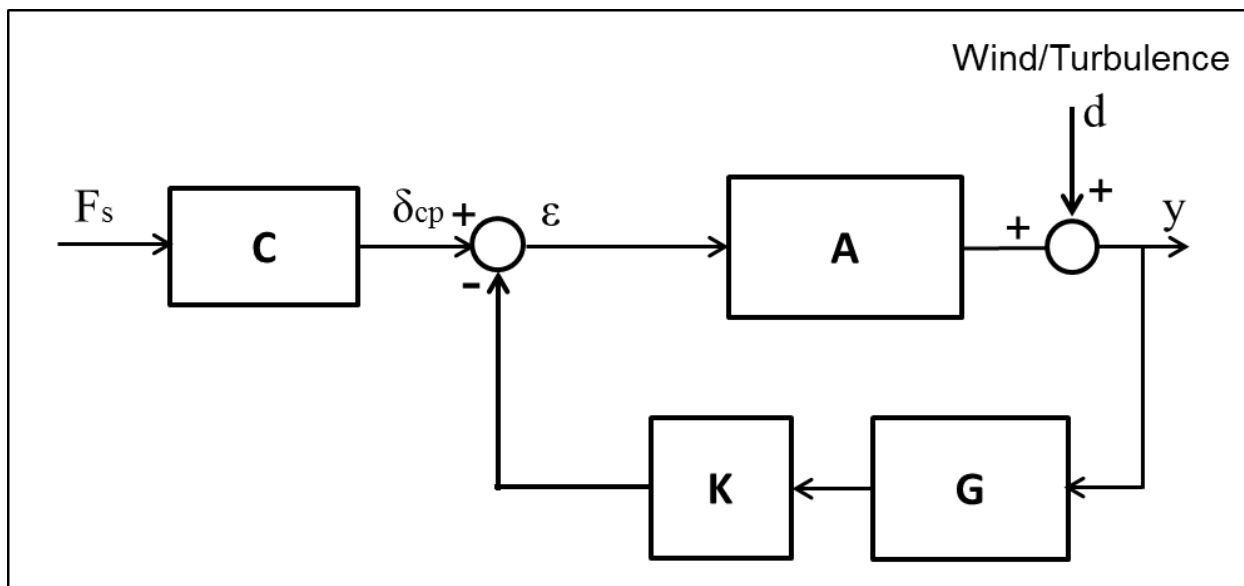 Wind/Turbulence
d
Fs
C
δcp
+
-
ε
A
+
+
y
K
G